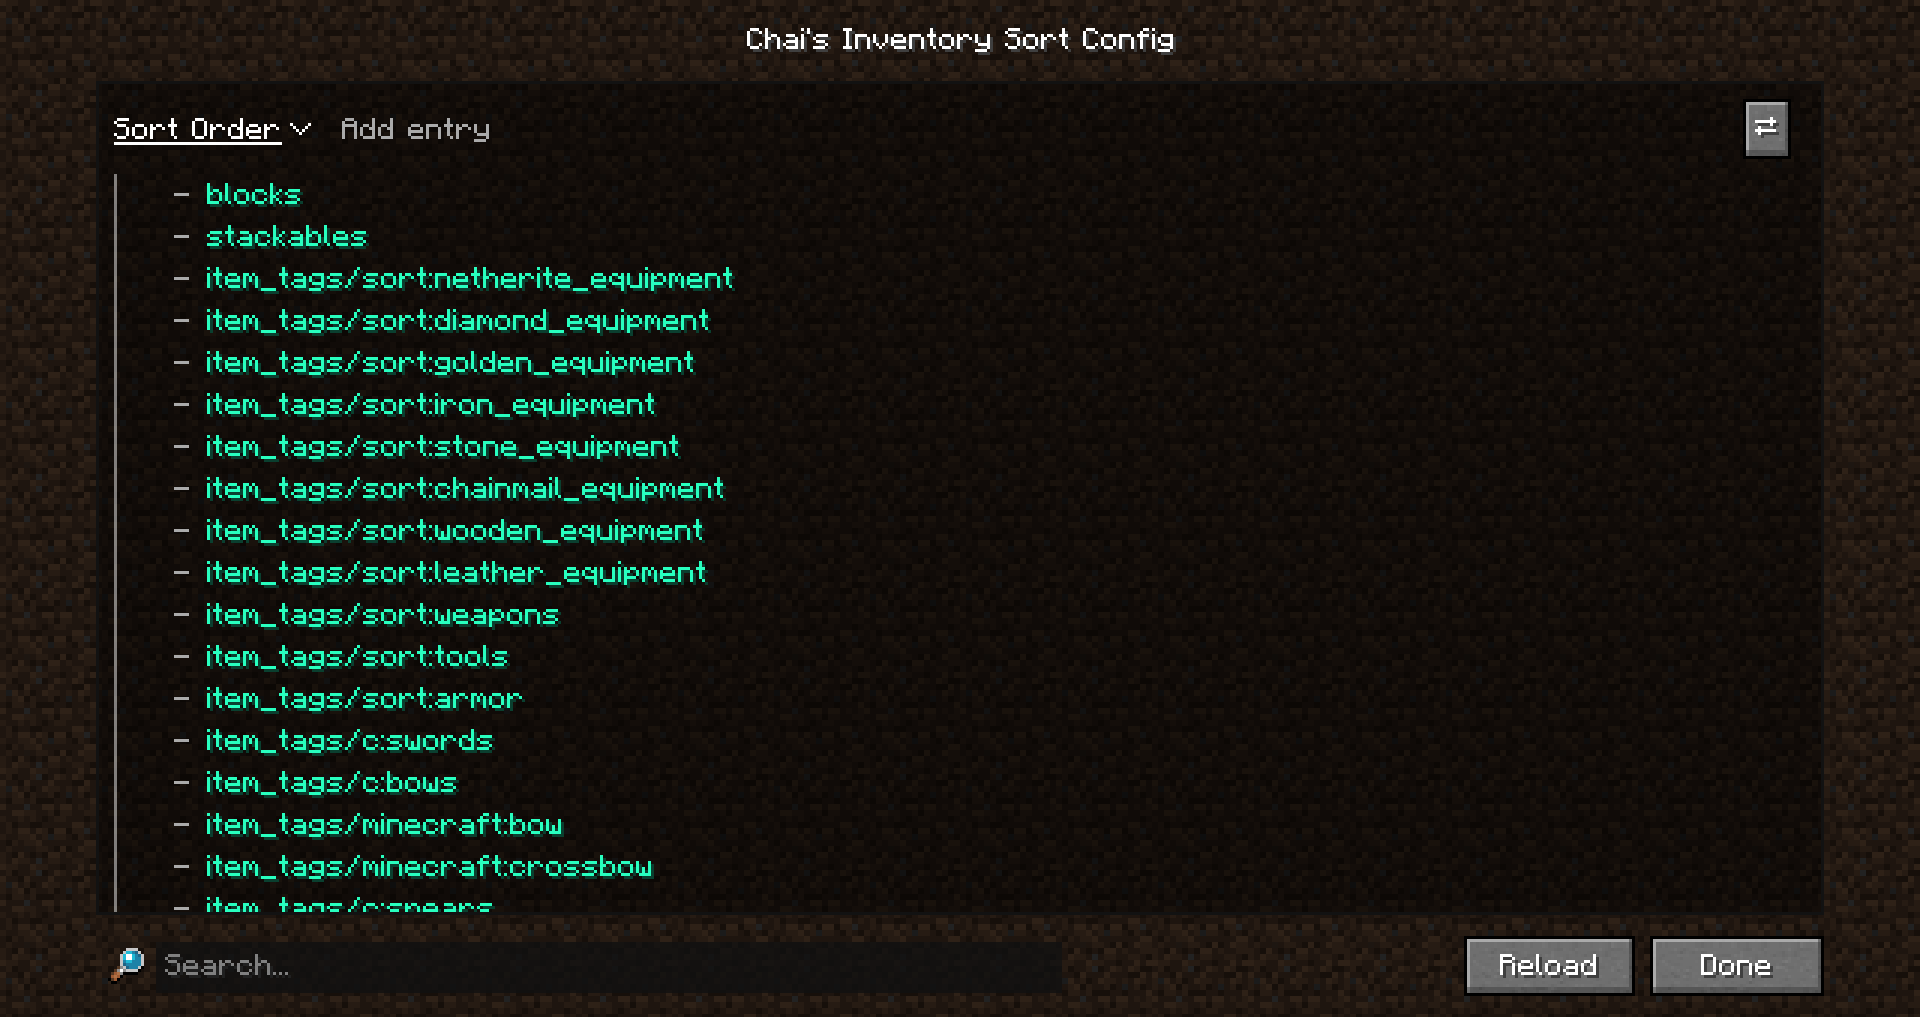 Chai's Inventory Sort Config
Sort Order Add entry
– blocks
– stackables
– item_tags/sort:netherite_equipment
– item_tags/sort:diamond_equipment
– item_tags/sort:golden_equipment
– item_tags/sort:iron_equipment
– item_tags/sort:stone_equipment
– item_tags/sort:chainmail_equipment
– item_tags/sort:wooden_equipment
– item_tags/sort:leather_equipment
– item_tags/sort:weapons
– item_tags/sort:tools
– item_tags/sort:armor
– item_tags/c:swords
– item_tags/c:bows
– item_tags/minecraft:bow
– item_tags/minecraft:crossbow
– item_tags/c:spears
Search...
Reload Done